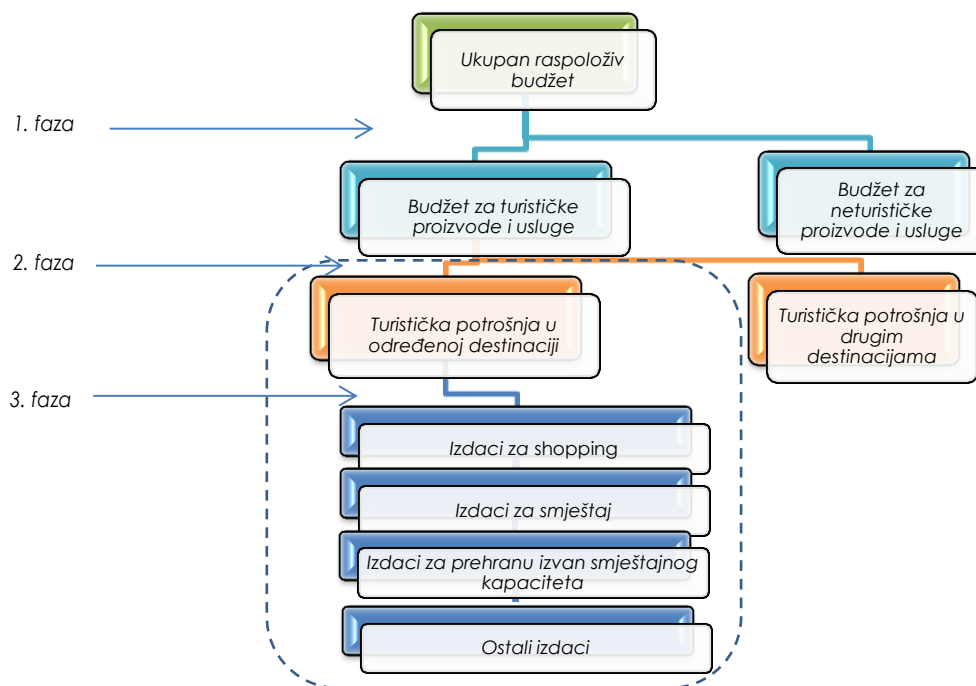 Ukupan raspoloživ
budžet
1. faza
Budžet za turističke
proizvode i usluge
Budžet za
neturističke
proizvode i usluge
2. faza
Turistička potrošnja u
određenoj destinaciji
Turistička potrošnja u
drugim
destinacijama
3. faza
Izdaci za shopping
Izdaci za smještaj
Izdaci za prehranu izvan smještajnog
kapaciteta
Ostali izdaci